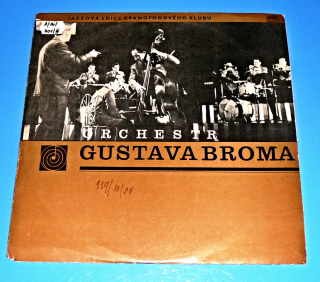 JAZZOVÁ EDICE GRAMOFONOVÉHO KLUBU
ORCHESTR
GUSTAVA BROMA